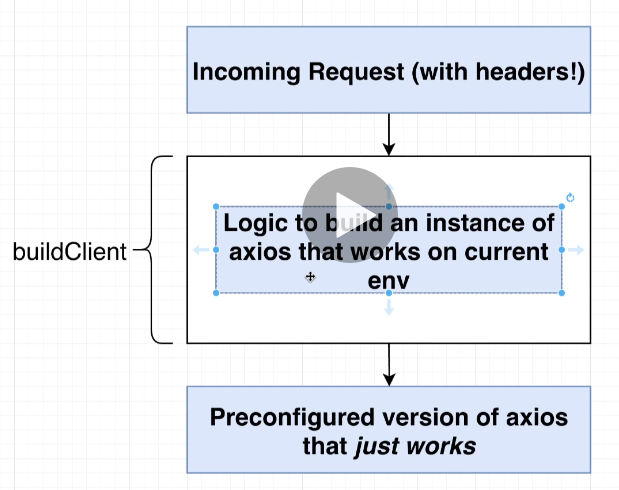 Incoming Request (with headers!)
buildClient
Logic to build an instance of
axios that works on current
env
Preconfigured version of axios
that just works